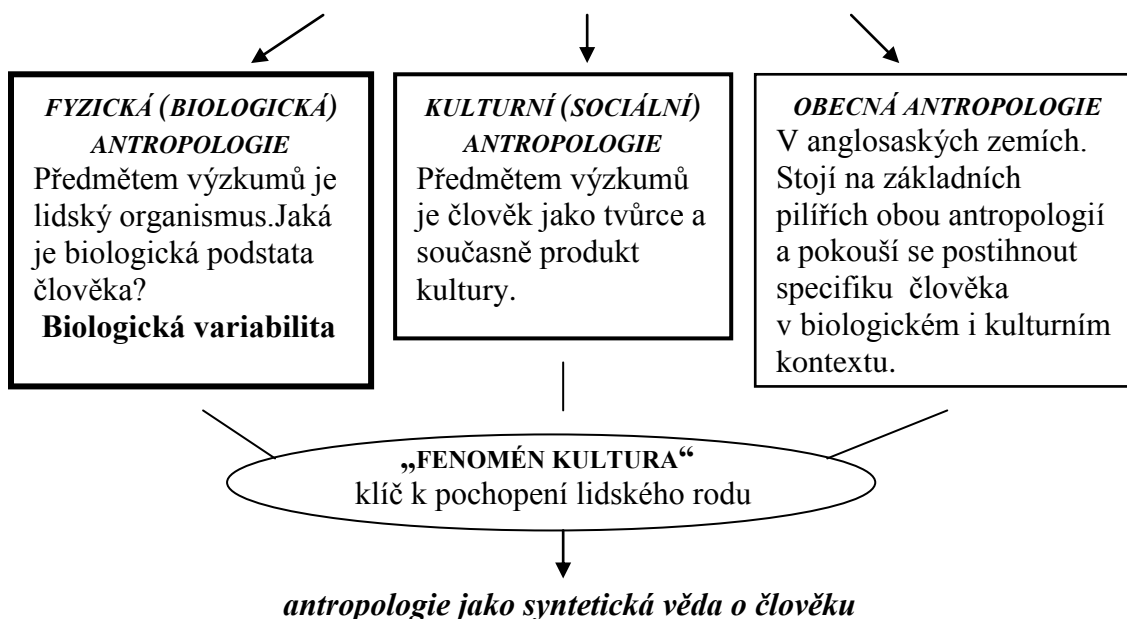 FYZICKÁ (BIOLOGICKÁ)
ANTROPOLOGIE
Předmětem výzkumů je
lidský organismus.Jaká
je biologická podstata
člověka?
Biologická variabilita
KULTURNÍ (SOCIÁLNÍ)
ANTROPOLOGIE
Předmětem výzkumů
je člověk jako tvůrce a
současně produkt
kultury.
OBECNÁ ANTROPOLOGIE
V anglosaských zemích.
Stojí na základních
pilířích obou antropologií
a pokouší se postihnout
specifiku člověka
v biologickém i kulturním
kontextu.
„FENOMÉN KULTURA“
klíč k pochopení lidského rodu
antropologie jako syntetická věda o člověku